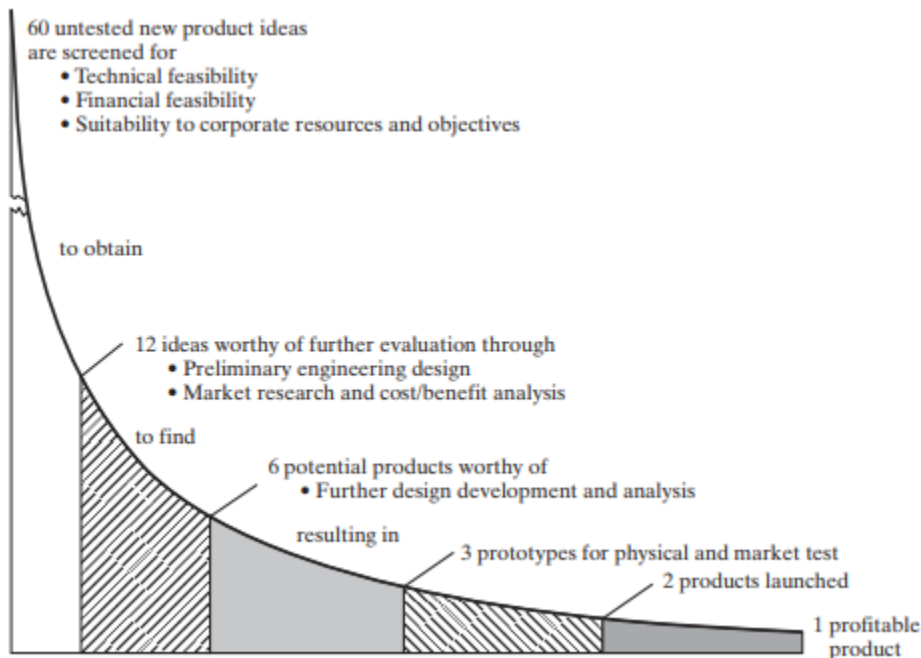 60 untested new product ideas
are screened for
• Technical feasibility
• Financial feasibility
• Suitability to corporate resources and objectives
to obtain
12 ideas worthy of further evaluation through
• Preliminary engineering design
• Market research and cost/benefit analysis
to find
6 potential products worthy of
• Further design development and analysis
resulting in
3 prototypes for physical and market test
2 products launched
1 profitable
product